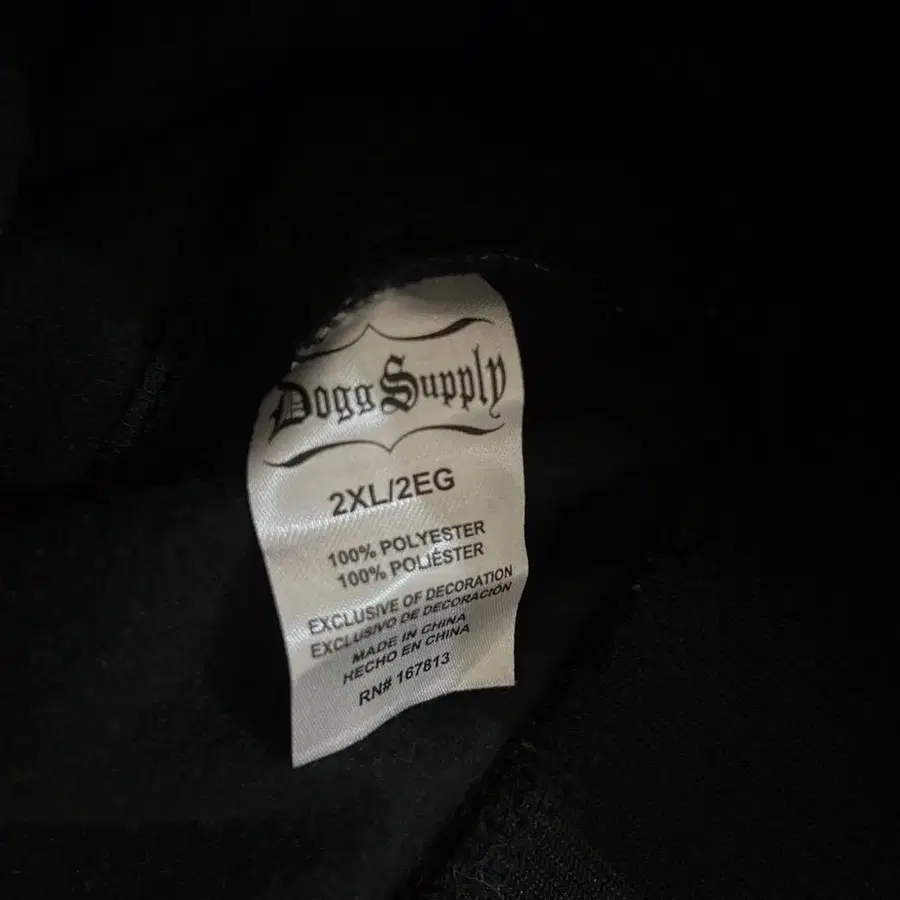 Dogg Supply
2XL/2EG
100% POLYESTER
100% POLIÉSTER
EXCLUSIVE OF DECORATION
EXCLUSIVO DE DECORACIÓN
MADE IN CHINA
HECHO EN CHINA
RN# 167813